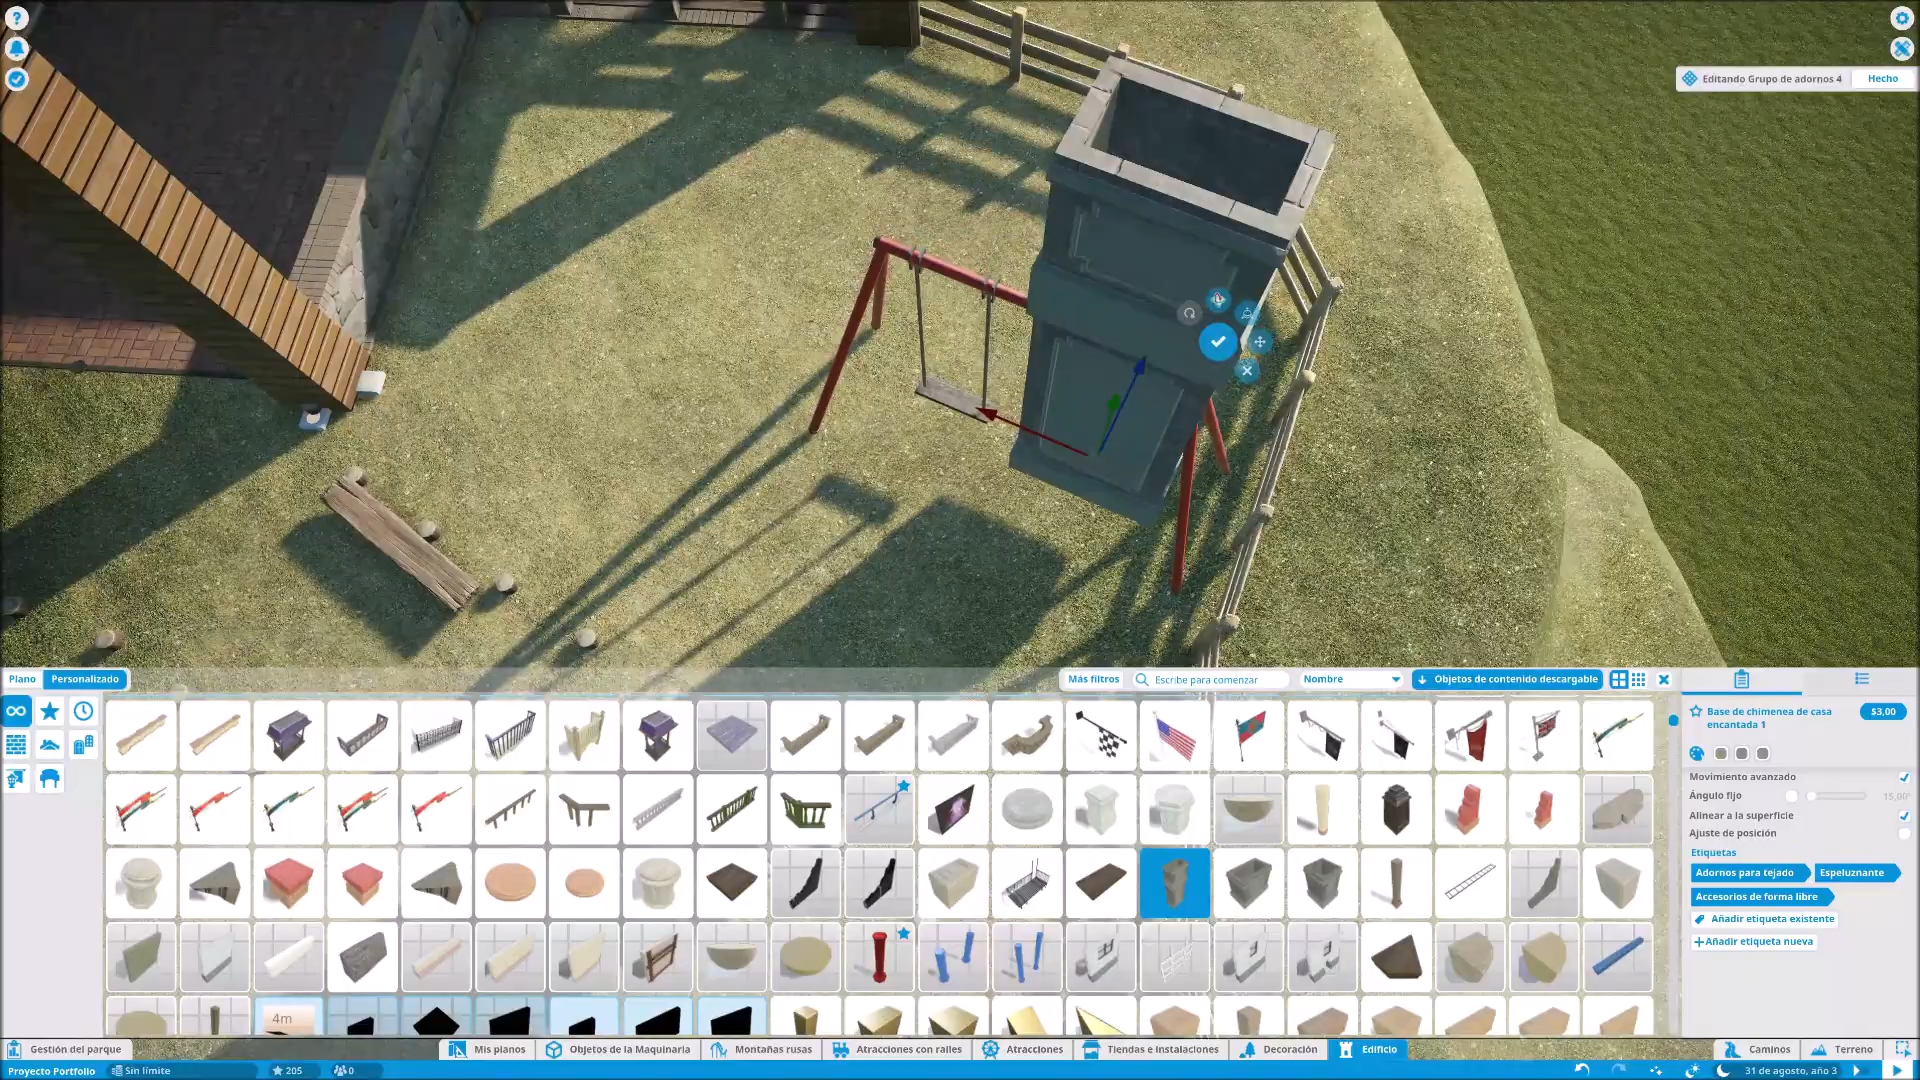 Editando Grupo de adornos 4
Hecho
Plano
Personalizado
Más filtros
Escribe para comenzar
Nombre
Objetos de contenido descargable
Base de chimenea de casa encantada 1
$3,00
Movimiento avanzado
Ángulo fijo
15,00°
Alinear a la superficie
Ajuste de posición
Etiquetas
Adornos para tejado
Espeluznante
Accesorios de forma libre
Añadir etiqueta existente
+Añadir etiqueta nueva
4m
Gestión del parque
Mis planos
Objetos de la Maquinaria
Montañas rusas
Atracciones con raíles
Atracciones
Tiendas e instalaciones
Decoración
Edificio
Caminos
Terreno
Proyecto Portfolio
Sin límite
205
0
31 de agosto, año 3